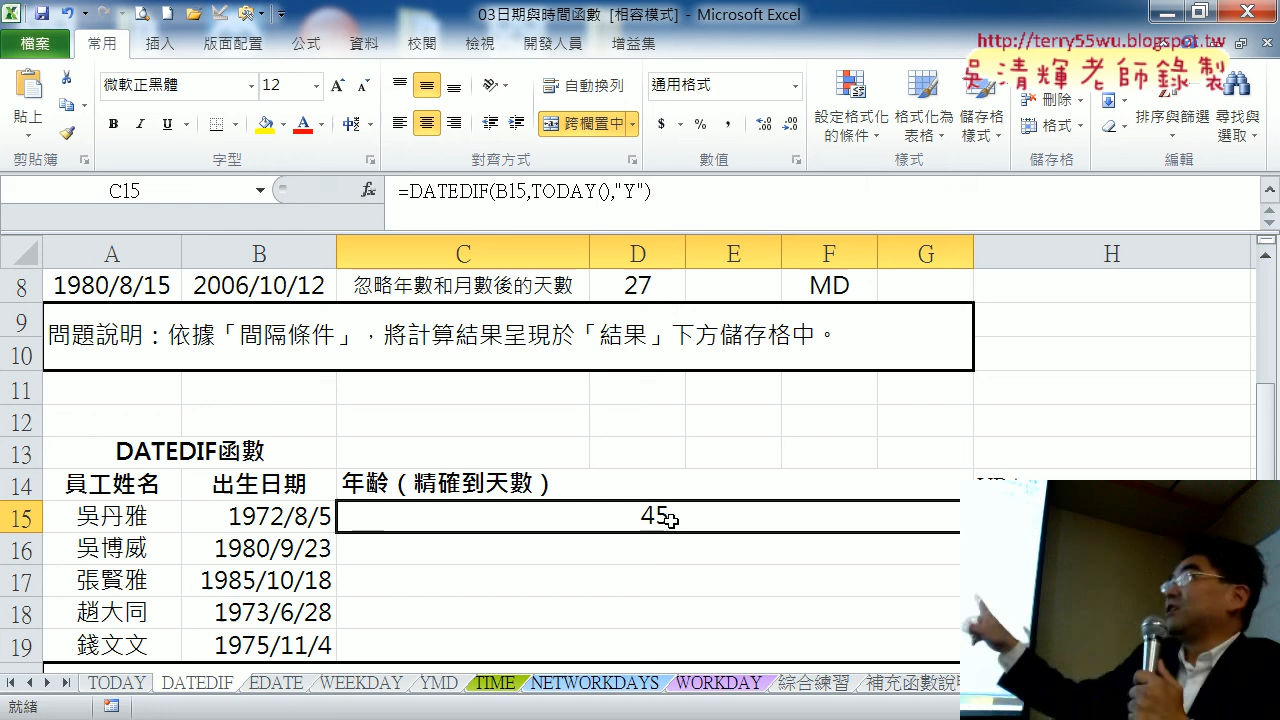 03日期與時間函數 [相容模式] - Microsoft Excel
檔案 常用 插入 版面配置 公式 資料 校閱 檢視 開發人員 增益集
http://terry55wu.blogspot.tw
吳清輝老師錄製
貼上 微軟正黑體 12 自動換列 通用格式 設定格式化的條件 格式化為表格 儲存格樣式 刪除 格式 排序與篩選 尋找與選取
B I U 跨欄置中 $ % ,
剪貼簿 字型 對齊方式 數值 樣式 儲存格 編輯
C15 fx =DATEDIF(B15,TODAY(),"Y")
A B C D E F G H
8 1980/8/15 2006/10/12 忽略年數和月數後的天數 27 MD
9
問題說明：依據「間隔條件」，將計算結果呈現於「結果」下方儲存格中。
10
11
12
13 DATEDIF函數
14 員工姓名 出生日期 年齡（精確到天數）
15 吳丹雅 1972/8/5 45
16 吳博威 1980/9/23
17 張賢雅 1985/10/18
18 趙大同 1973/6/28
19 錢文文 1975/11/4
TODAY DATEDIF EDATE WEEKDAY YMD TIME NETWORKDAYS WORKDAY 綜合練習 補充函數說
就緒